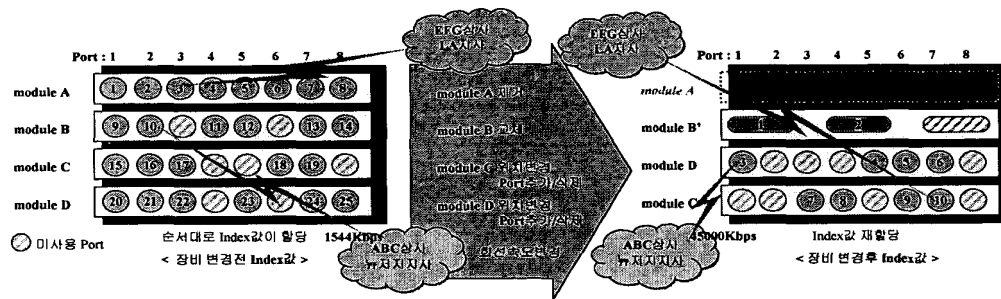 EFG상사
LA지사
EFG상사
LA지사
Port : 1 2 3 4 5 6 7 8
Port : 1 2 3 4 5 6 7 8
module A 1 2 3 4 5 6 7 8
module B 9 10 11 12 13 14
module C 15 16 17 18 19
module D 20 21 22 23 24 25
module A 제거
module B 교체
module C 위치변경
Port추가/삭제
module D 위치변경
Port추가/삭제
회선속도변경
module A
module B' 1 2
module D 3 4 5 6
module C 7 8 9 10
미사용 Port
순서대로 Index값이 할당
1544Kbps
< 장비 변경전 Index값 >
ABC상사
뉴저지지사
ABC상사
뉴저지지사
45000Kbps
Index값 재할당
< 장비 변경후 Index값 >